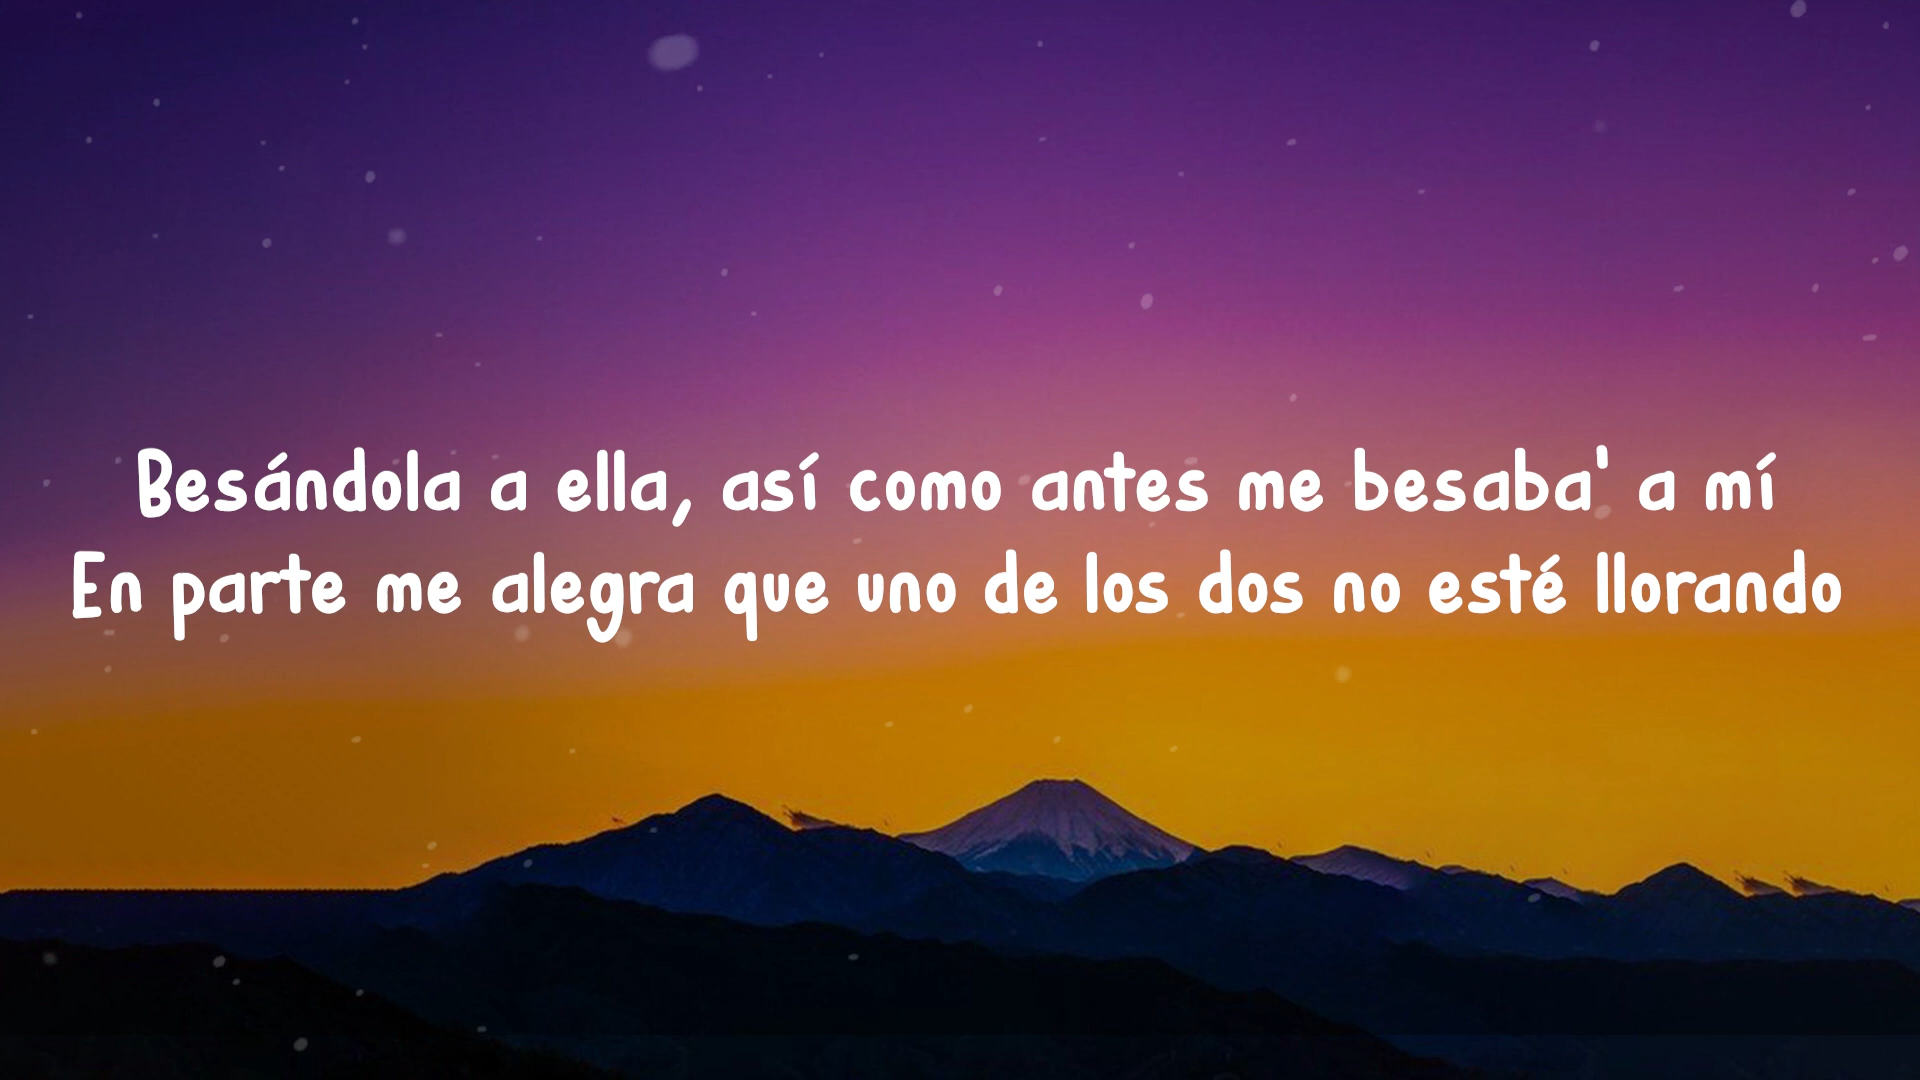 Besándola a ella, así como antes me besaba' a mí
En parte me alegra que uno de los dos no esté llorando